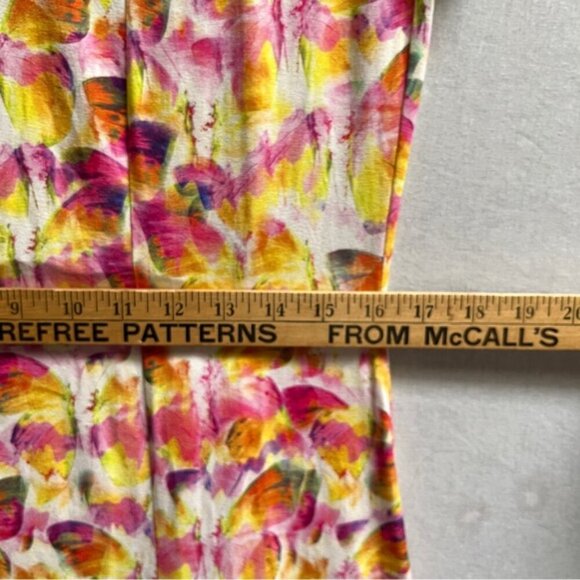 9 10 11 12 13 14 15 16 17 18 19
REFREE PATTERNS FROM McCALL'S